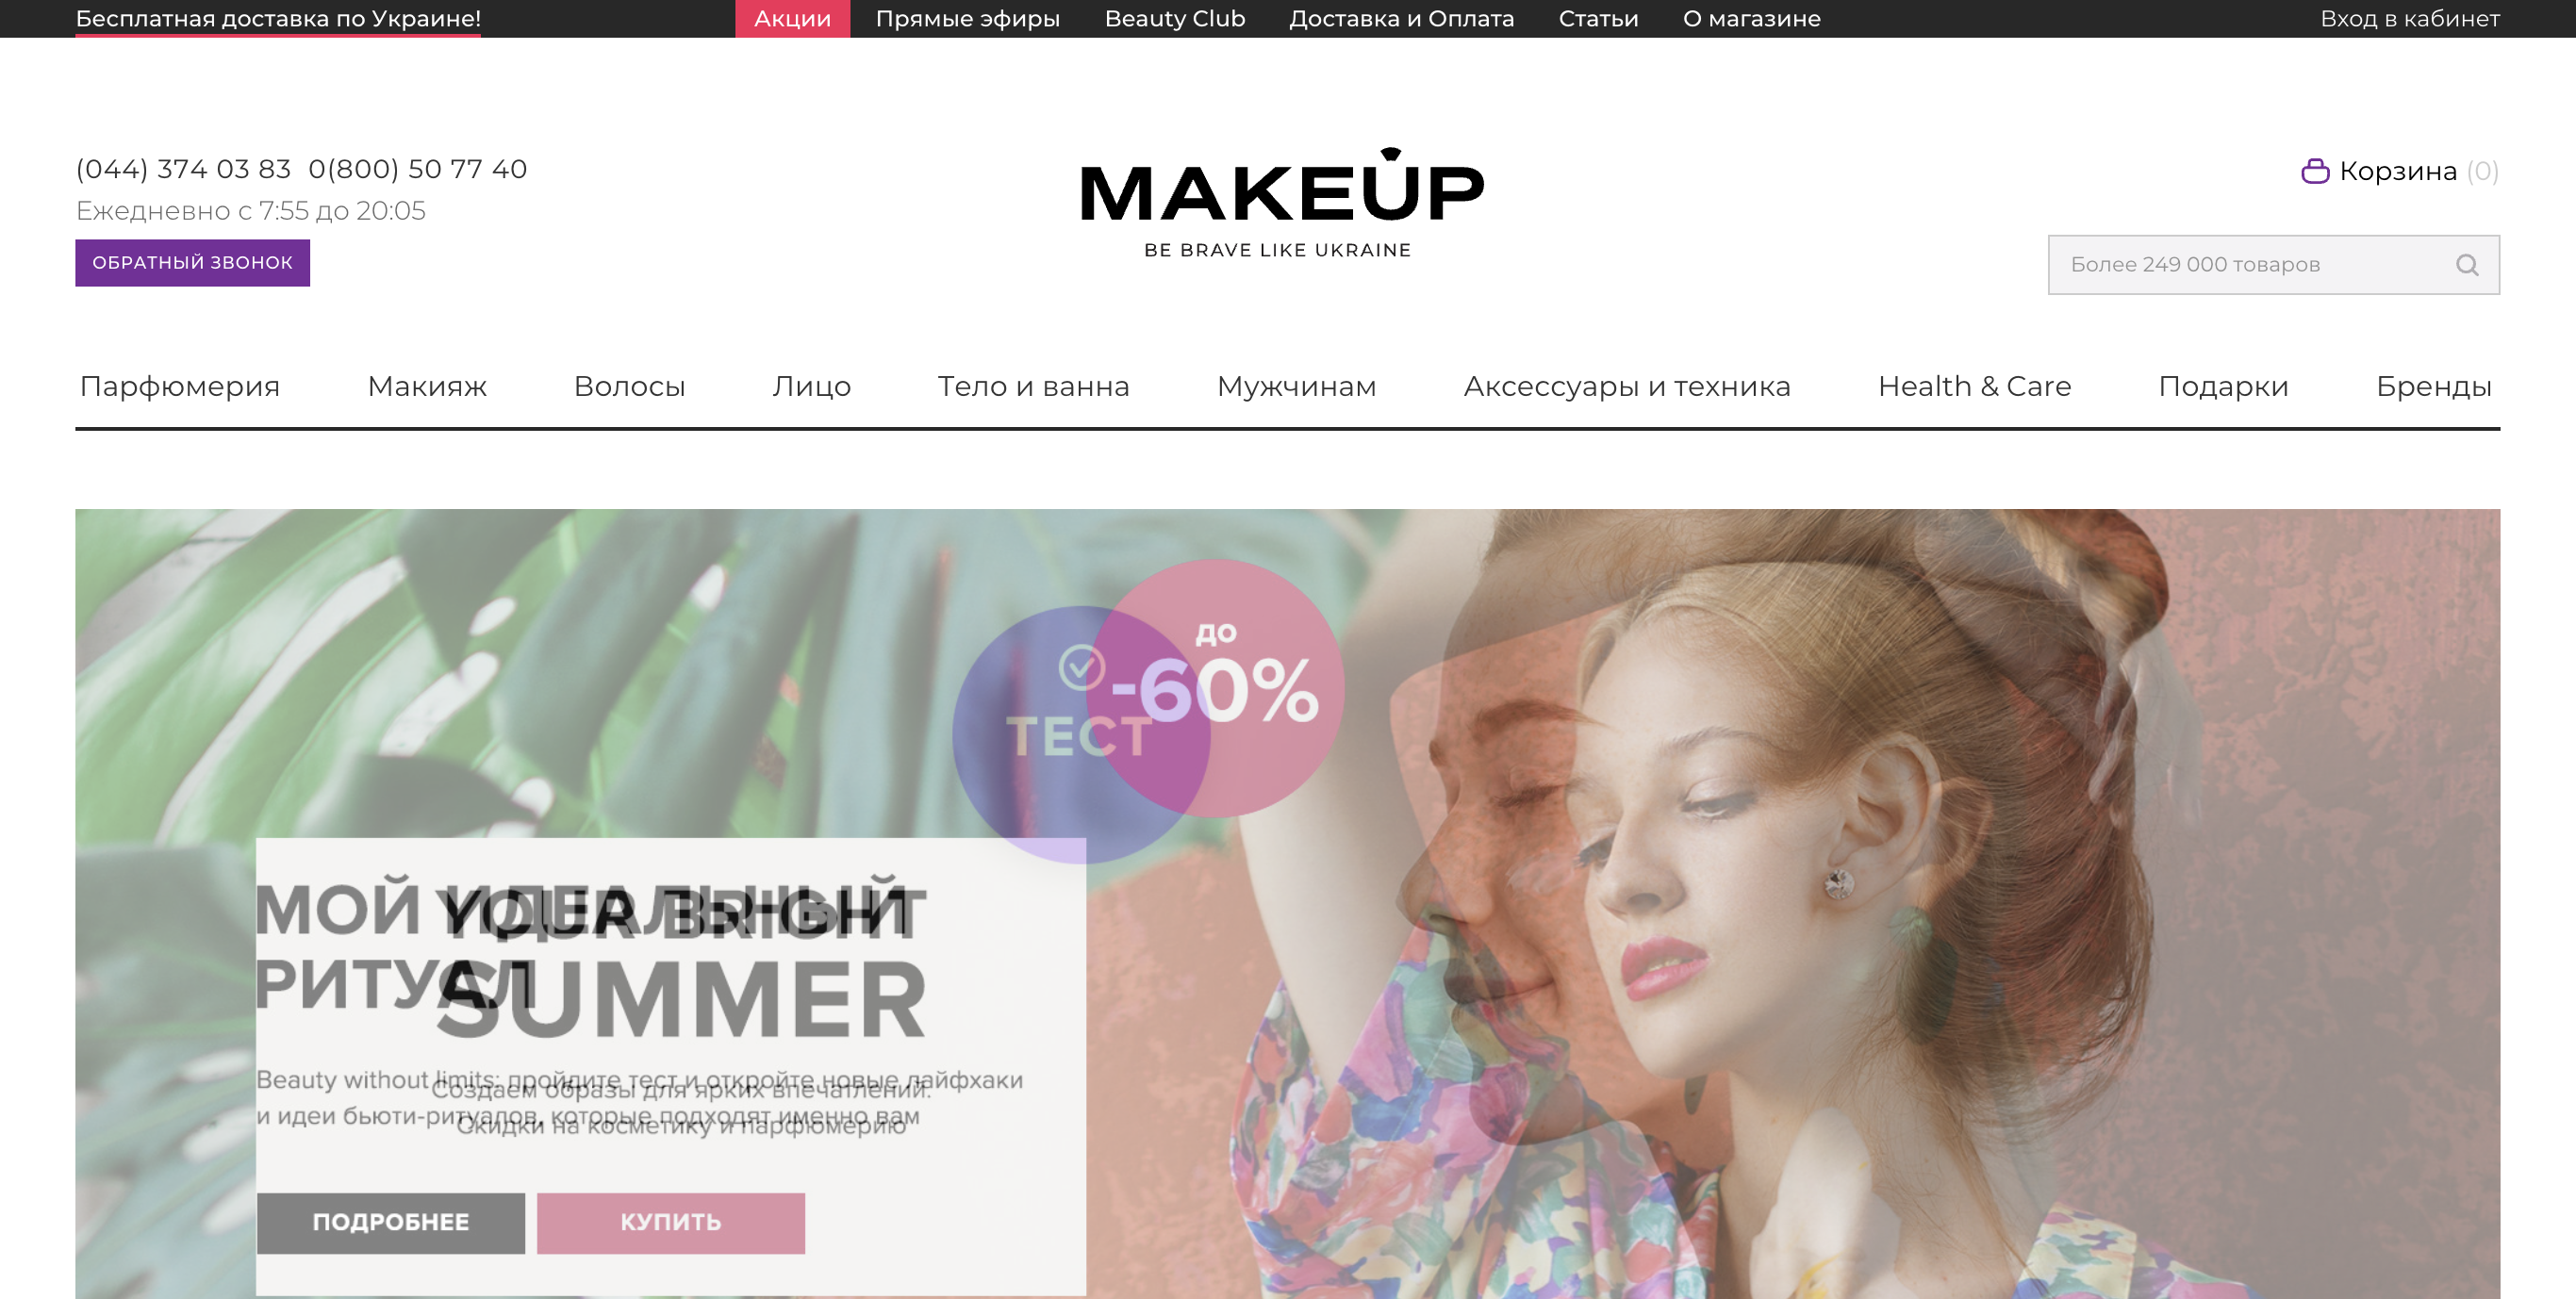 Бесплатная доставка по Украине!
Акции
Прямые эфиры
Beauty Club
Доставка и Оплата
Статьи
О магазине
Вход в кабинет
(044) 374 03 83 0(800) 50 77 40
Ежедневно с 7:55 до 20:05
ОБРАТНЫЙ ЗВОНОК
MAKEUP
BE BRAVE LIKE UKRAINE
Корзина (0)
Более 249 000 товаров
Парфюмерия
Макияж
Волосы
Лицо
Тело и ванна
Мужчинам
Аксессуары и техника
Health & Care
Подарки
Бренды
до
-60%
ТЕСТ
МОЙ ИДЕАЛЬНЫЙ
РИТУАЛ
YOUR BRIGHT
SUMMER
Beauty without limits: пройдите тест и откройте новые лайфхаки
и идеи бьюти-ритуалов, которые подходят именно вам
Создаем образы для ярких впечатлений.
Скидки на косметику и парфюмерию
ПОДРОБНЕЕ
КУПИТЬ